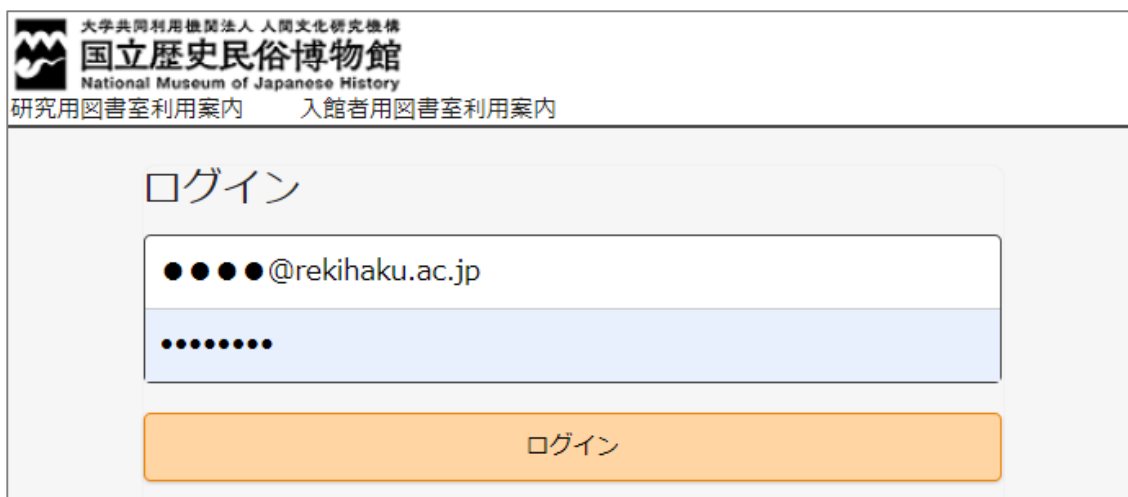 大学共同利用機関法人 人間文化研究機構
国立歴史民俗博物館
National Museum of Japanese History
研究用図書室利用案内 入館者用図書室利用案内
ログイン
●●●●@rekihaku.ac.jp
••••••••
ログイン